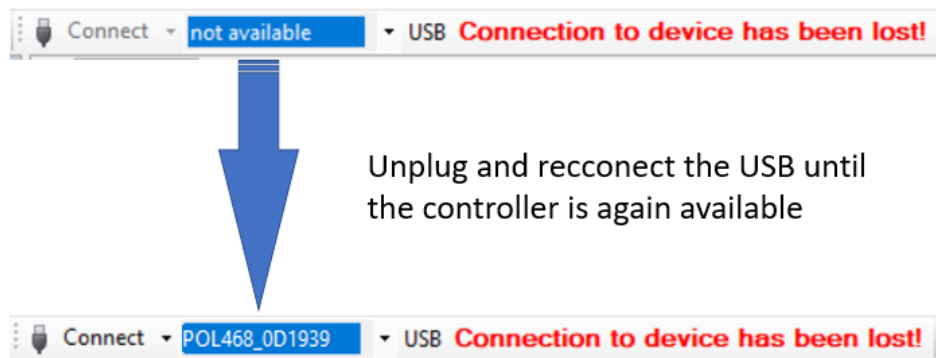 Connect not available USB Connection to device has been lost!
Unplug and recconect the USB until
the controller is again available
Connect POL468_0D1939 USB Connection to device has been lost!